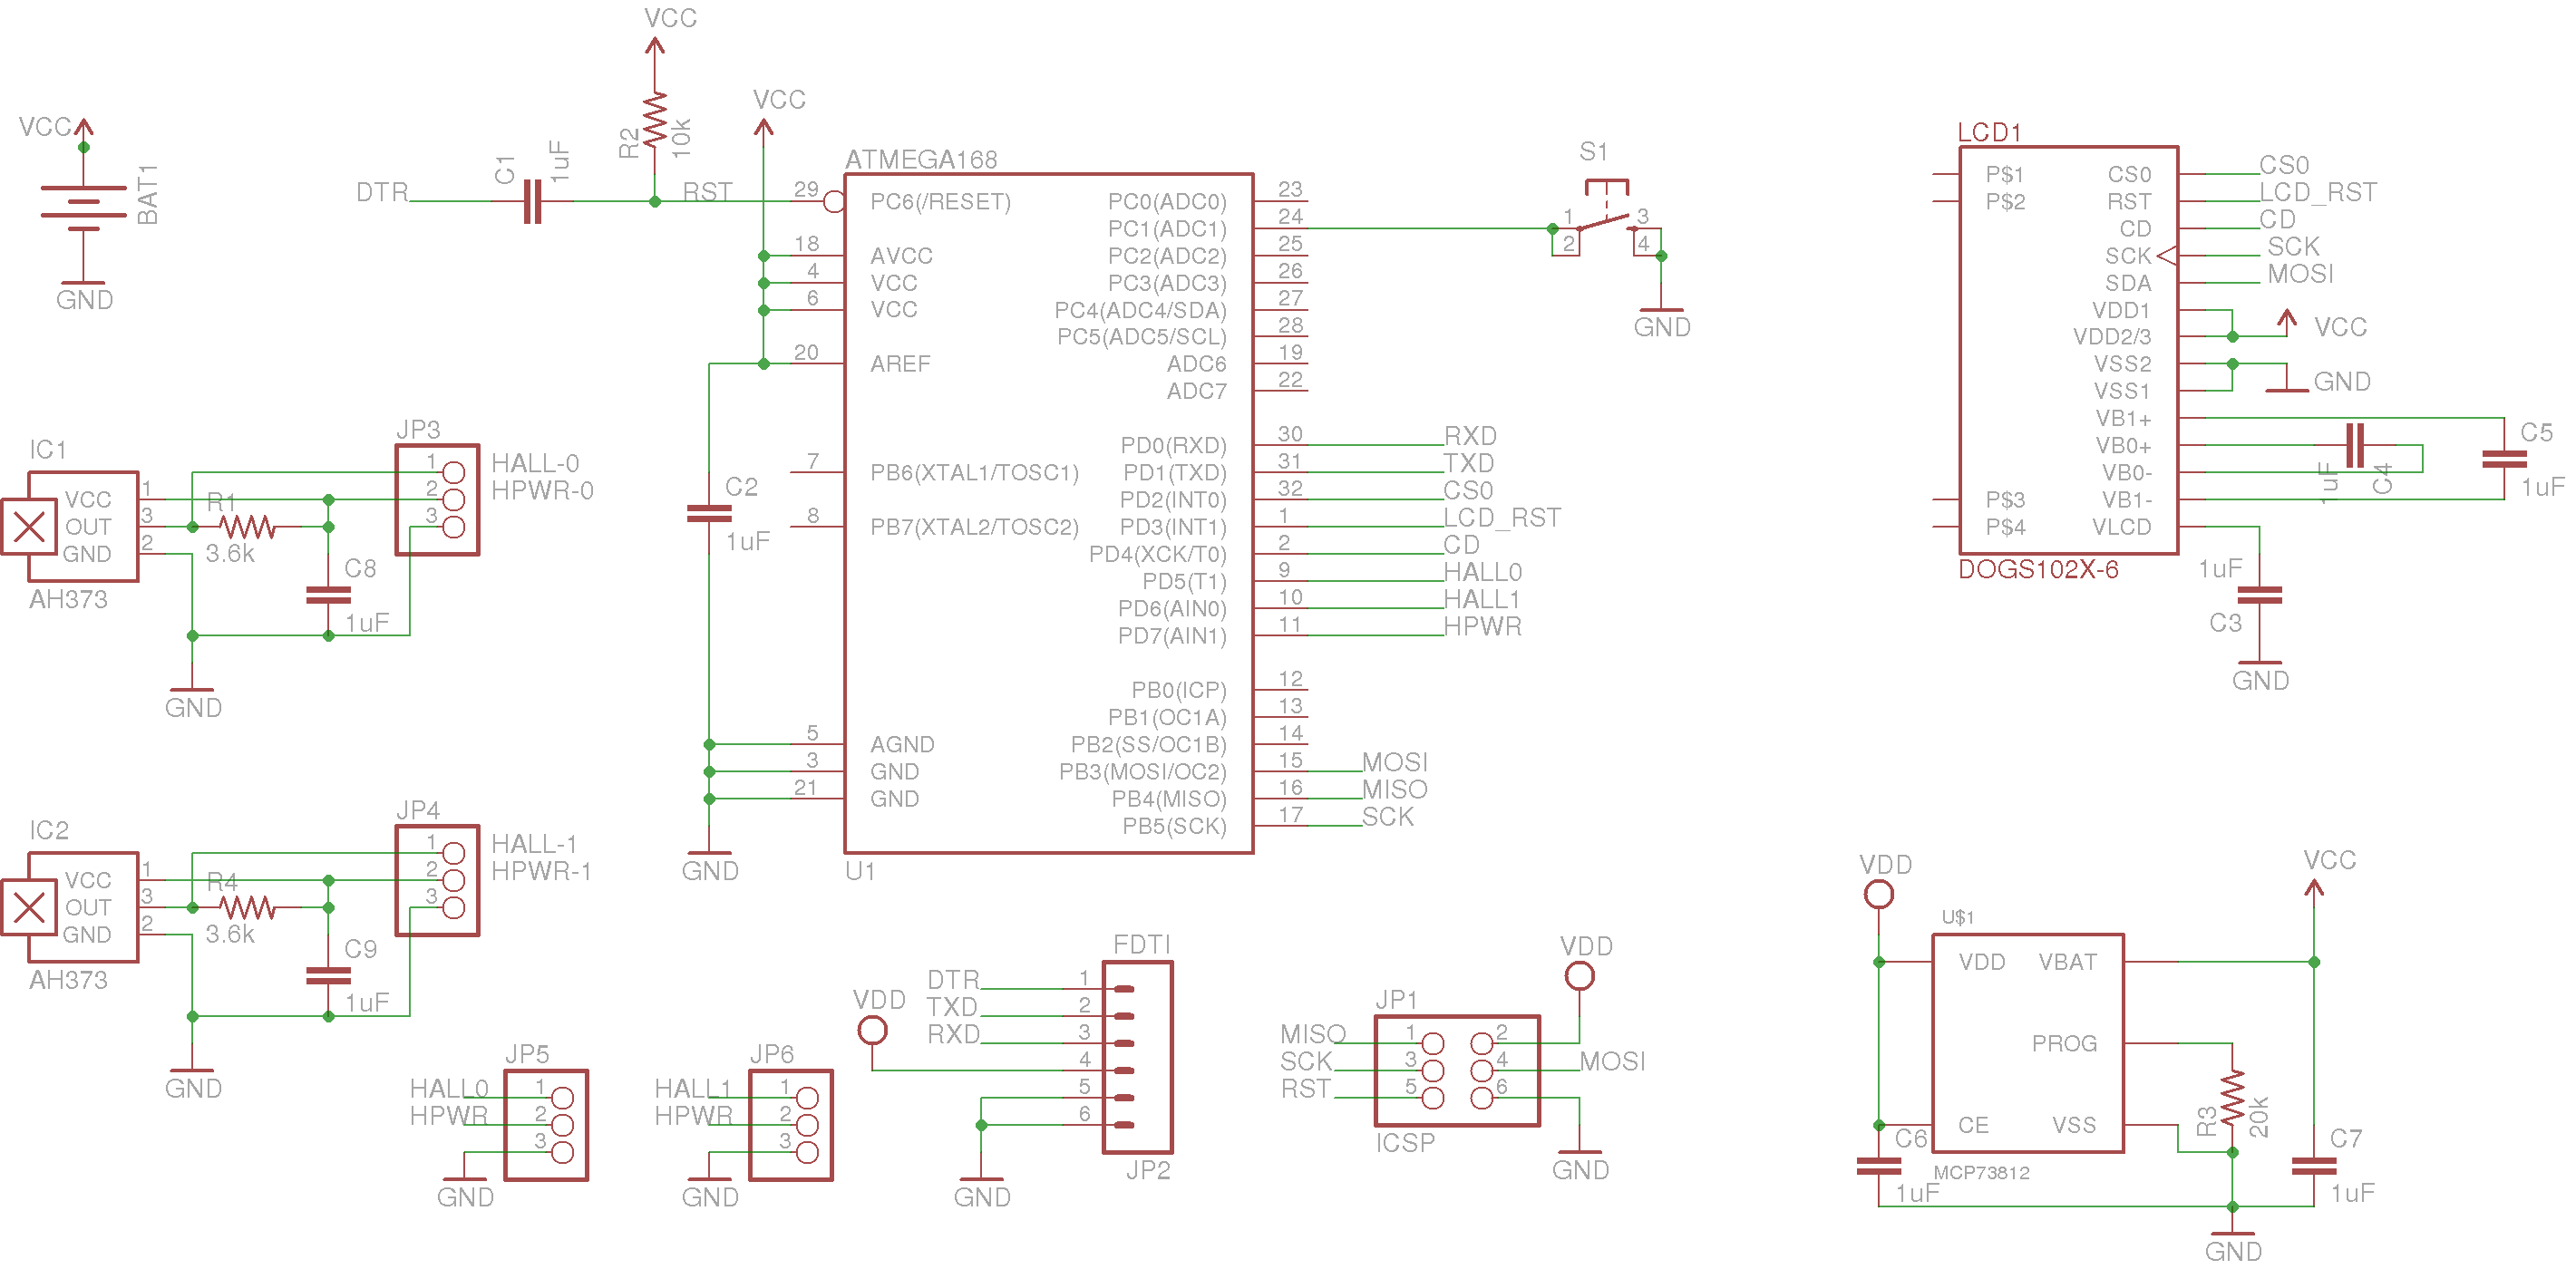 VCC
BAT1
GND
DTR
C1
1uF
VCC
R2
10k
RST
VCC
ATMEGA168
29 PC6(/RESET)
18 AVCC
4 VCC
6 VCC
20 AREF
7 PB6(XTAL1/TOSC1)
8 PB7(XTAL2/TOSC2)
5 AGND
3 GND
21 GND
PC0(ADC0) 23
PC1(ADC1) 24
PC2(ADC2) 25
PC3(ADC3) 26
PC4(ADC4/SDA) 27
PC5(ADC5/SCL) 28
ADC6 19
ADC7 22
PD0(RXD) 30 RXD
PD1(TXD) 31 TXD
PD2(INT0) 32 CS0
PD3(INT1) 1 LCD_RST
PD4(XCK/T0) 2 CD
PD5(T1) 9 HALL0
PD6(AIN0) 10 HALL1
PD7(AIN1) 11 HPWR
PB0(ICP) 12
PB1(OC1A) 13
PB2(SS/OC1B) 14
PB3(MOSI/OC2) 15 MOSI
PB4(MISO) 16 MISO
PB5(SCK) 17 SCK
U1
C2
1uF
GND
S1
1 3
2 4
GND
LCD1
P$1
P$2
P$3
P$4
CS0 CS0
RST LCD_RST
CD CD
SCK SCK
SDA MOSI
VDD1
VDD2/3 VCC
VSS2
VSS1 GND
VB1+
VB0+
VB0-
VB1-
VLCD
DOGS102X-6
1uF
C4
C5
1uF
1uF
C3
GND
IC1
VCC 1
OUT 3
GND 2
AH373
R1
3.6k
C8
1uF
GND
JP3
1 HALL-0
2 HPWR-0
3
IC2
VCC 1
OUT 3
GND 2
AH373
R4
3.6k
C9
1uF
GND
JP4
1 HALL-1
2 HPWR-1
3
JP5
HALL0 1
HPWR 2
3
GND
JP6
HALL1 1
HPWR 2
3
GND
FDTI
DTR 1
TXD 2
RXD 3
VDD 4
5
6
GND
JP2
VDD
JP1
MISO 1 2
SCK 3 4 MOSI
RST 5 6
ICSP
GND
VDD
U$1
VDD VBAT
PROG
CE VSS
MCP73812
C6
1uF
R3
20k
VCC
C7
1uF
GND